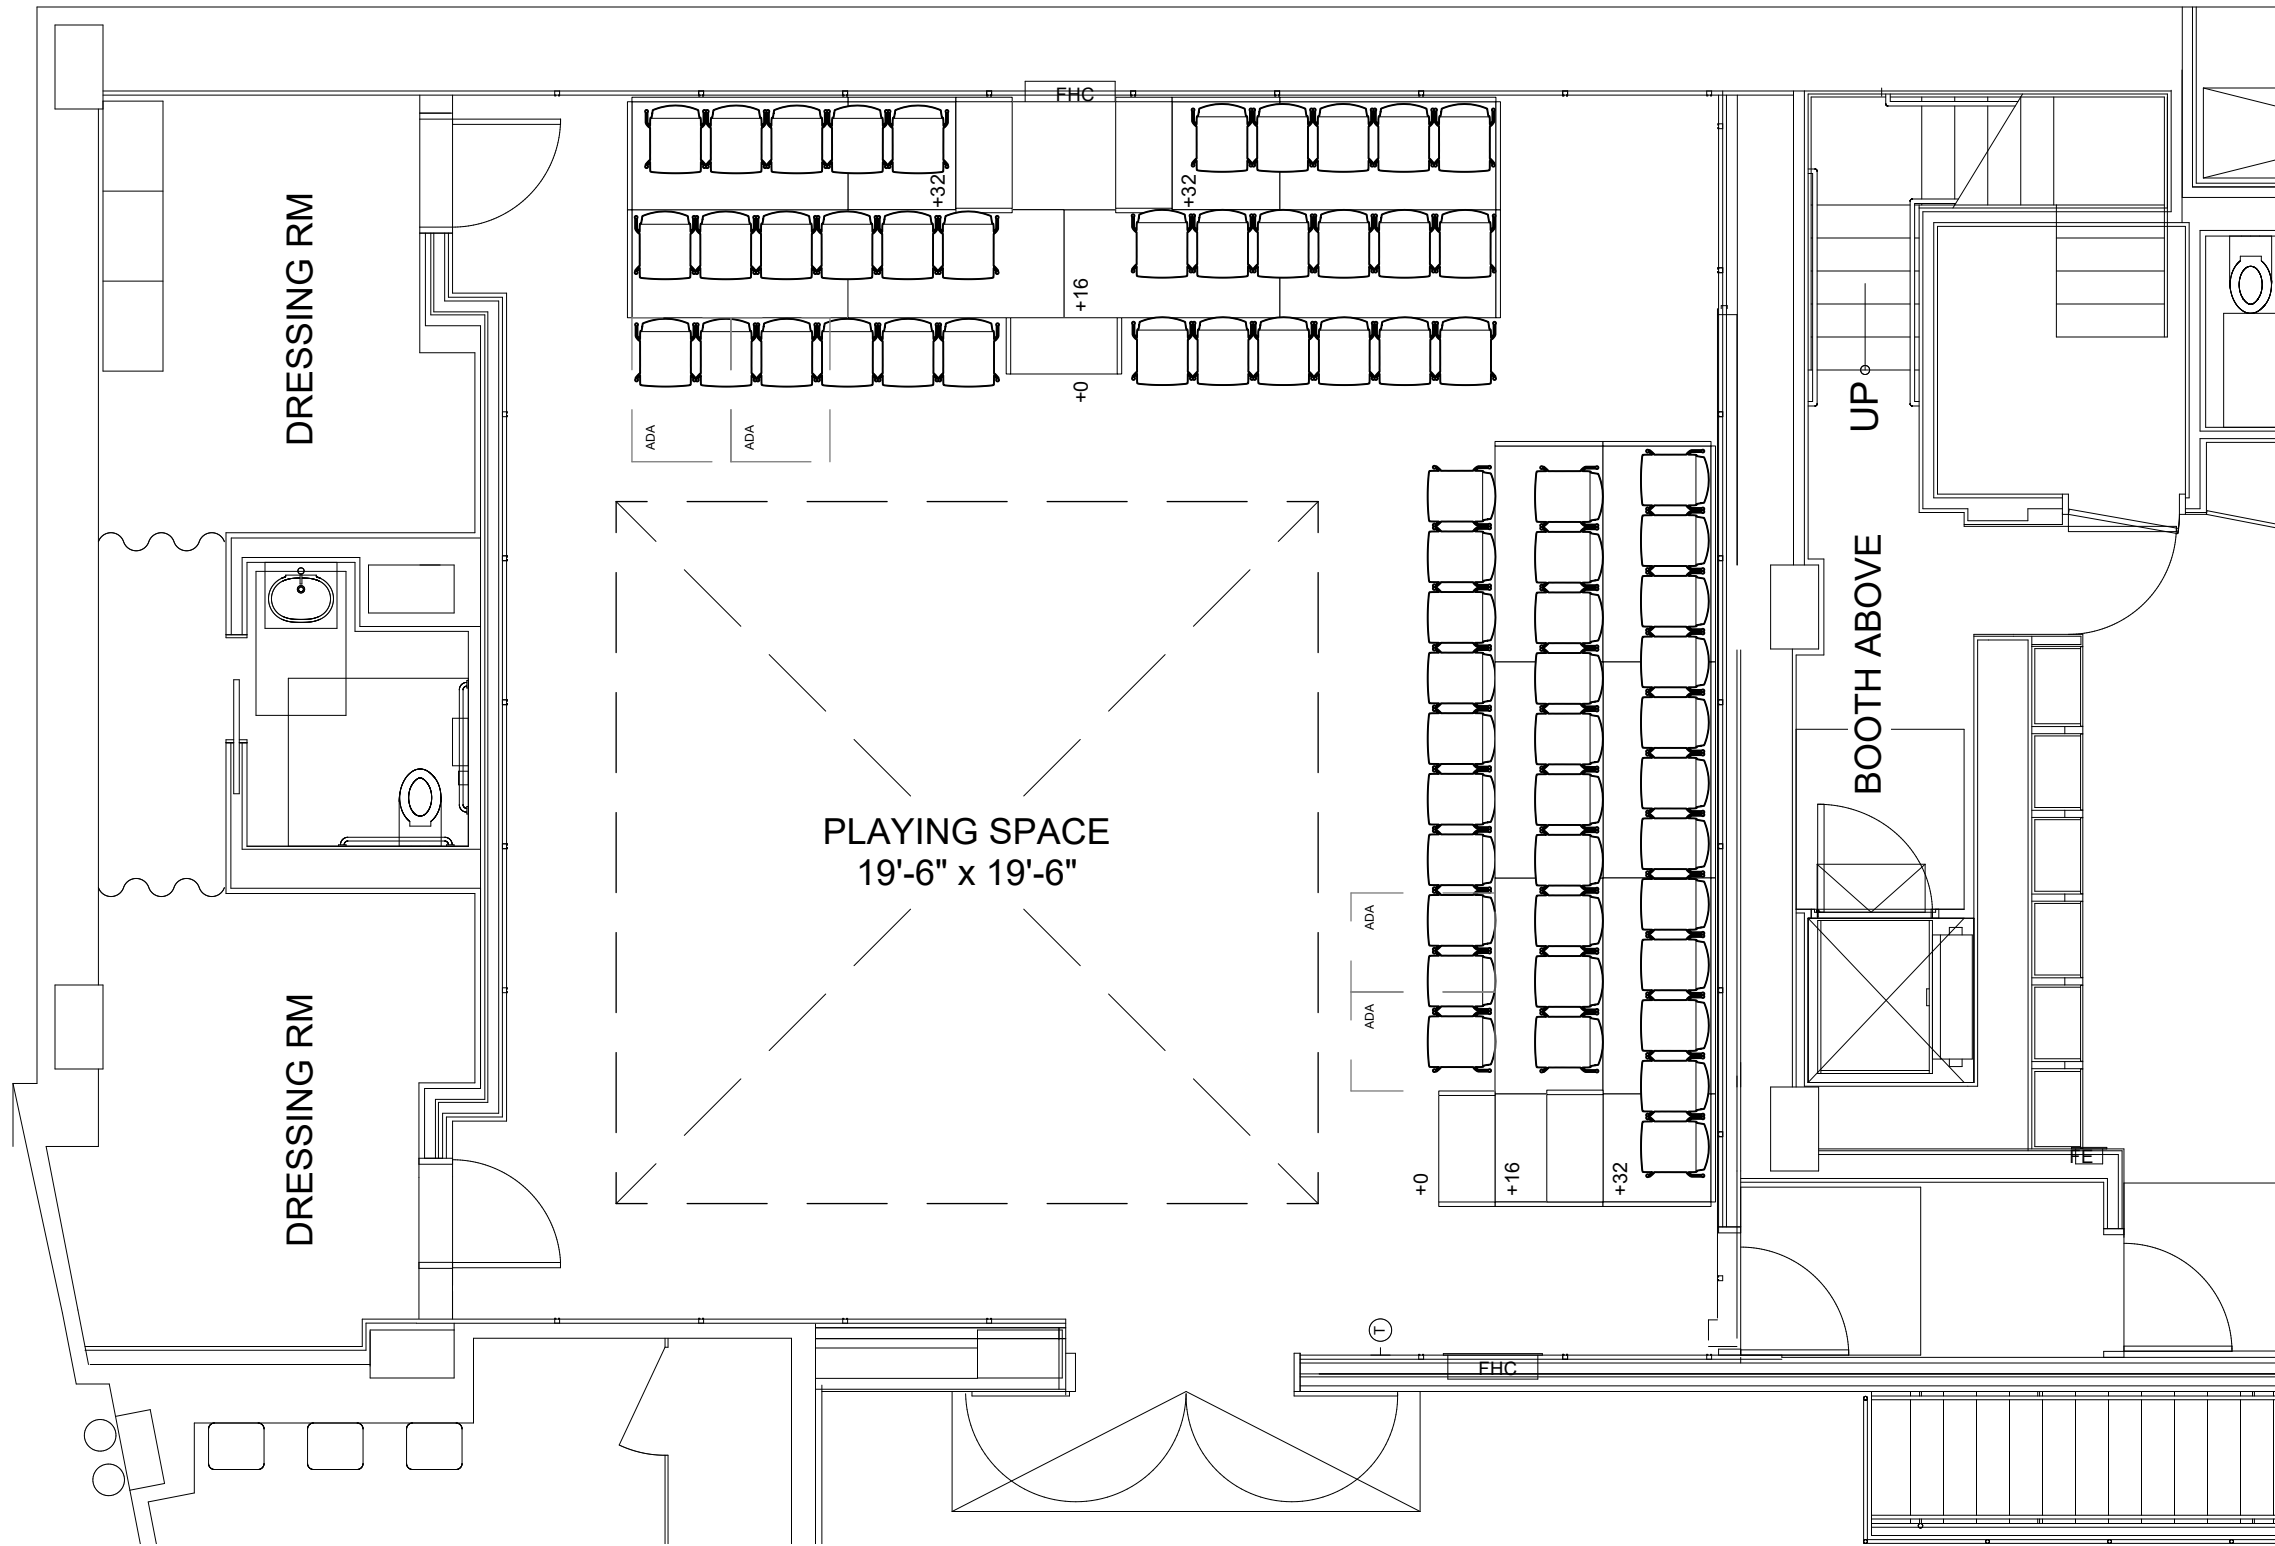 FHC
DRESSING RM
+32
+32
+16
+0
UP
ADA
ADA
BOOTH ABOVE
PLAYING SPACE
19'-6" x 19'-6"
ADA
ADA
DRESSING RM
+0
+16
+32
FE
T
FHC